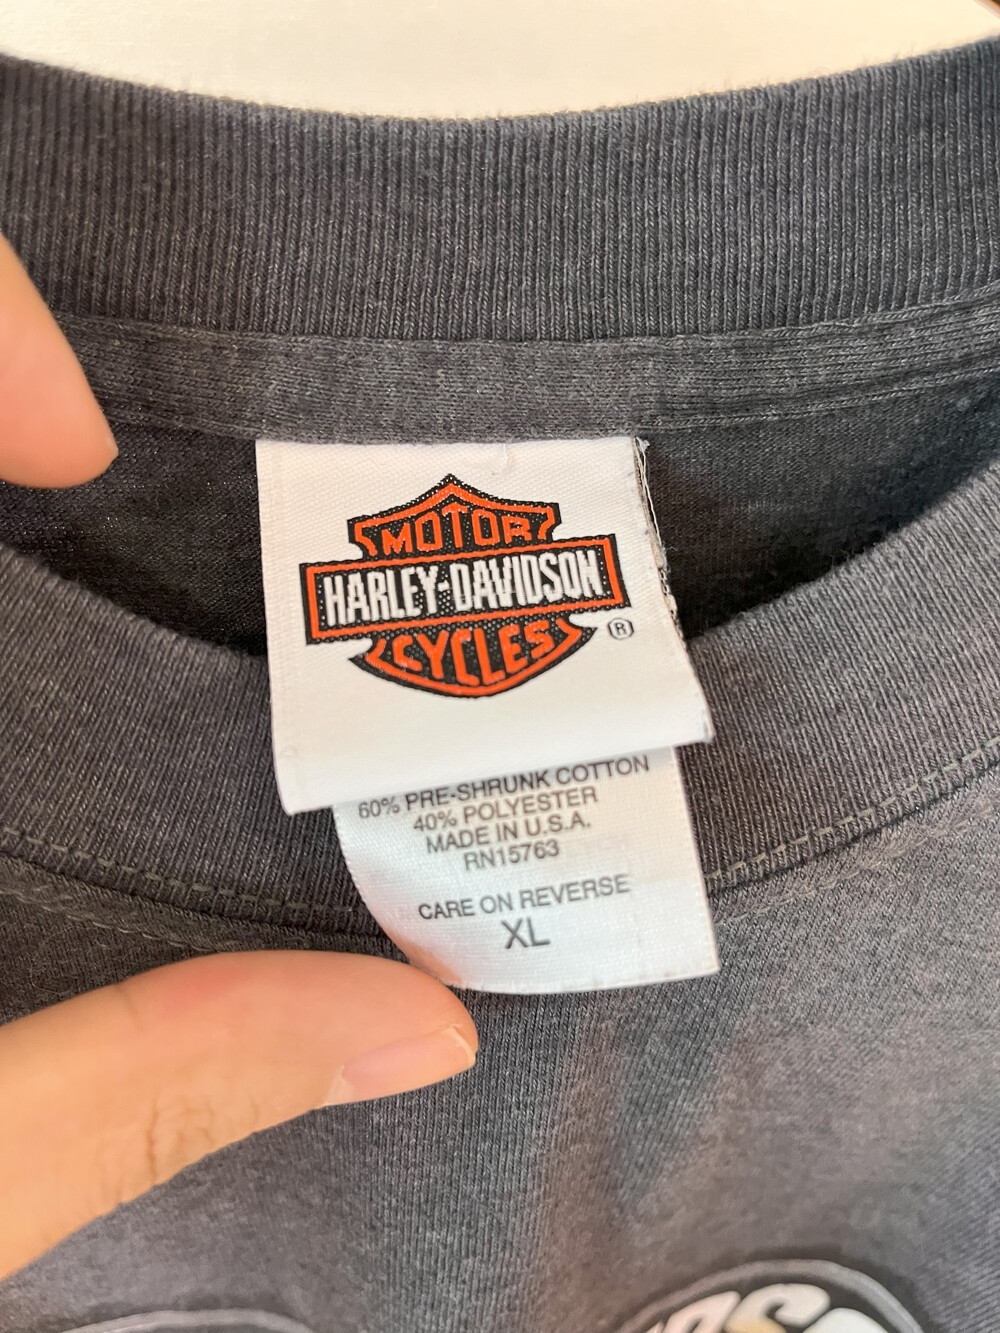 MOTOR
HARLEY-DAVIDSON
CYCLES
®
60% PRE-SHRUNK COTTON
40% POLYESTER
MADE IN U.S.A.
RN15763
CARE ON REVERSE
XL